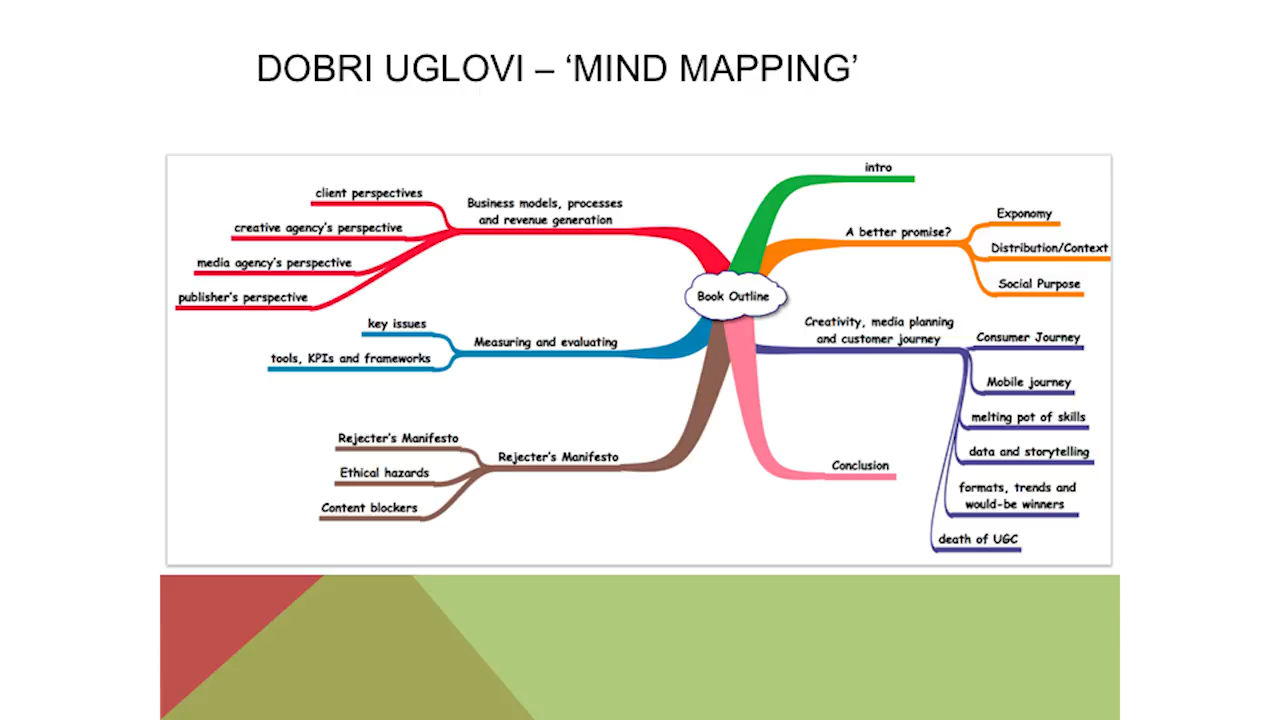 DOBRI UGLOVI – ‘MIND MAPPING’
intro
client perspectives
Business models, processes
and revenue generation
creative agency's perspective
media agency's perspective
publisher's perspective
A better promise?
Exponomy
Distribution/Context
Social Purpose
Book Outline
key issues
Measuring and evaluating
tools, KPIs and frameworks
Creativity, media planning
and customer journey
Consumer Journey
Mobile journey
melting pot of skills
data and storytelling
formats, trends and
would-be winners
death of UGC
Rejecter's Manifesto
Rejecter's Manifesto
Ethical hazards
Content blockers
Conclusion